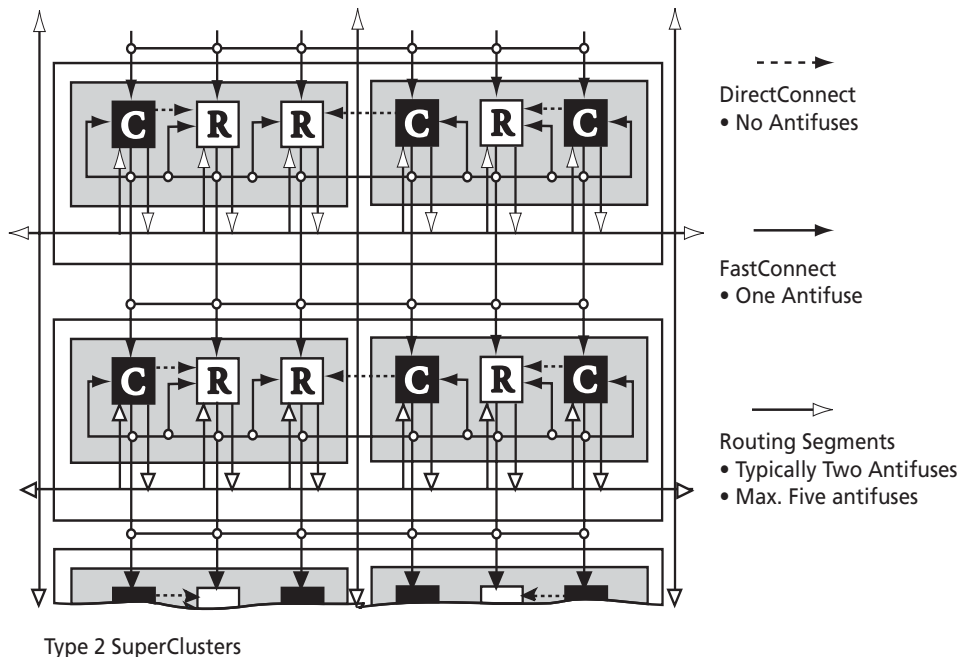 C R R C R C
DirectConnect
• No Antifuses
FastConnect
• One Antifuse
C R R C R C
Routing Segments
• Typically Two Antifuses
• Max. Five antifuses
Type 2 SuperClusters